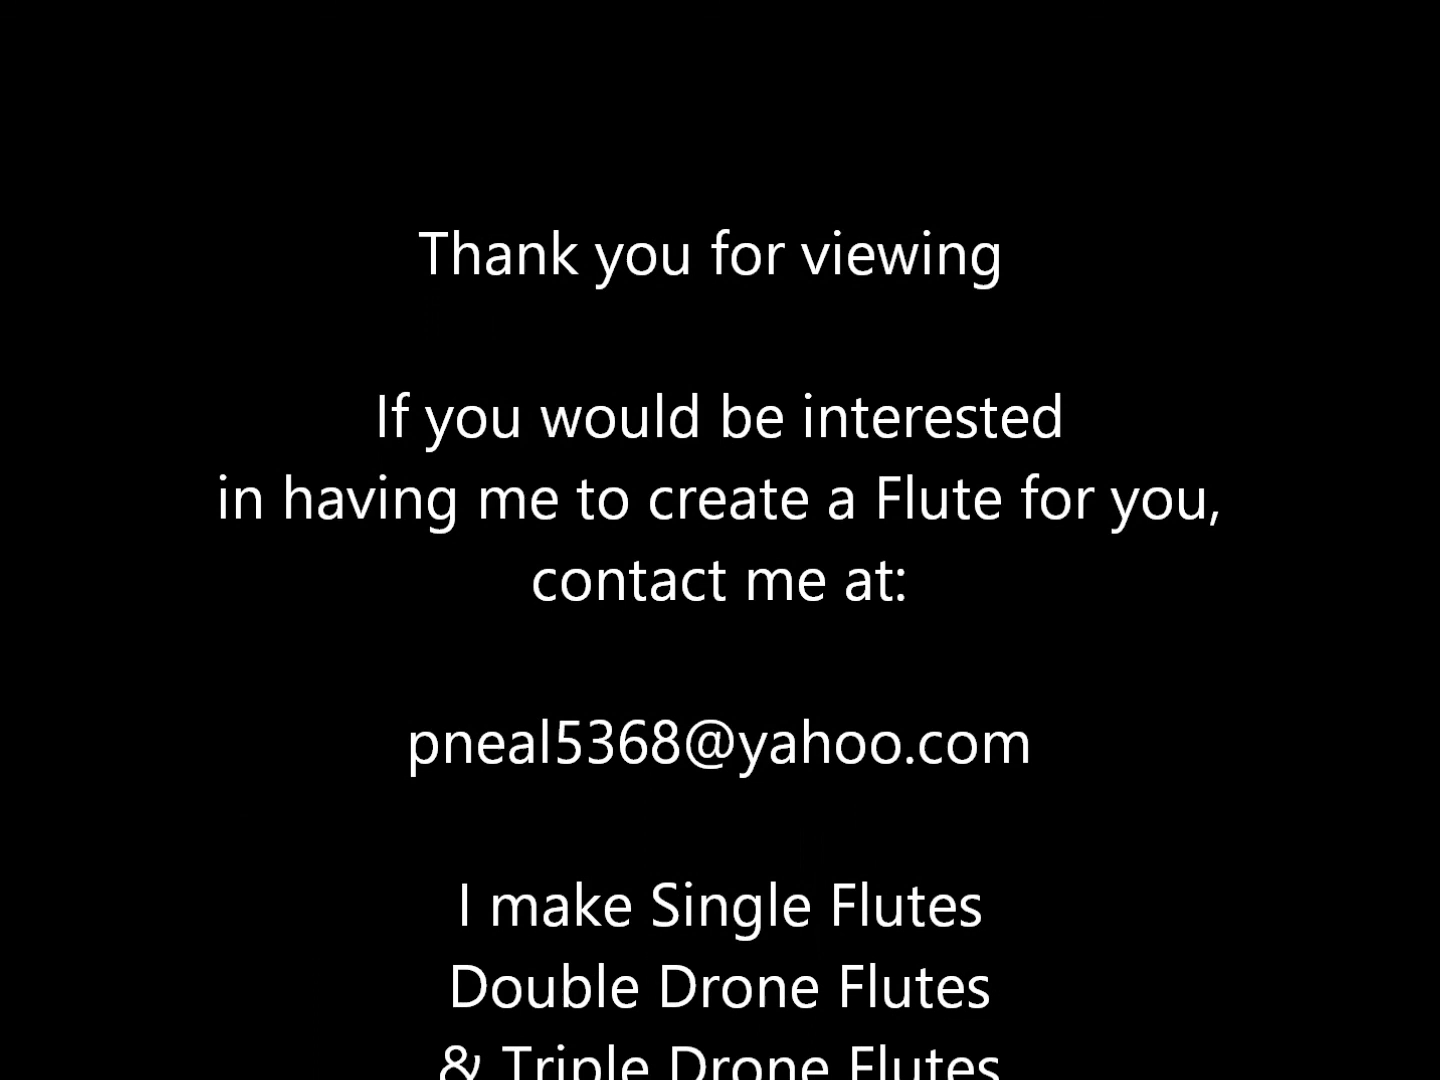 Thank you for viewing
If you would be interested
in having me to create a Flute for you,
contact me at:
pneal5368@yahoo.com
I make Single Flutes
Double Drone Flutes
& Triple Drone Flutes